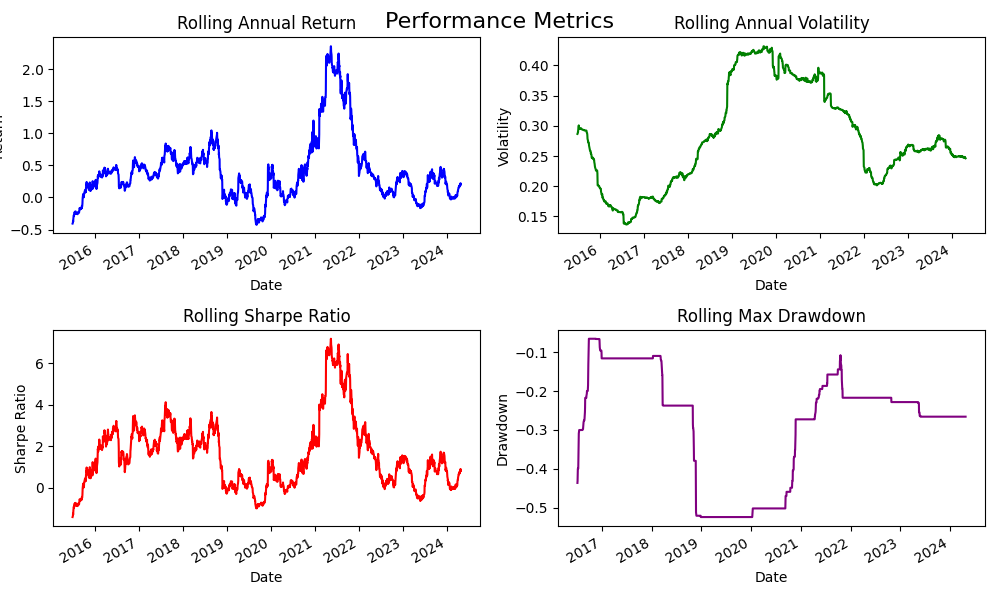 Performance Metrics
Rolling Annual Return
2.0
1.5
1.0
0.5
0.0
−0.5
2016 2017 2018 2019 2020 2021 2022 2023 2024
Date
Rolling Annual Volatility
Volatility
0.40
0.35
0.30
0.25
0.20
0.15
2016 2017 2018 2019 2020 2021 2022 2023 2024
Date
Rolling Sharpe Ratio
Sharpe Ratio
6
4
2
0
2016 2017 2018 2019 2020 2021 2022 2023 2024
Date
Rolling Max Drawdown
Drawdown
−0.1
−0.2
−0.3
−0.4
−0.5
2017 2018 2019 2020 2021 2022 2023 2024
Date